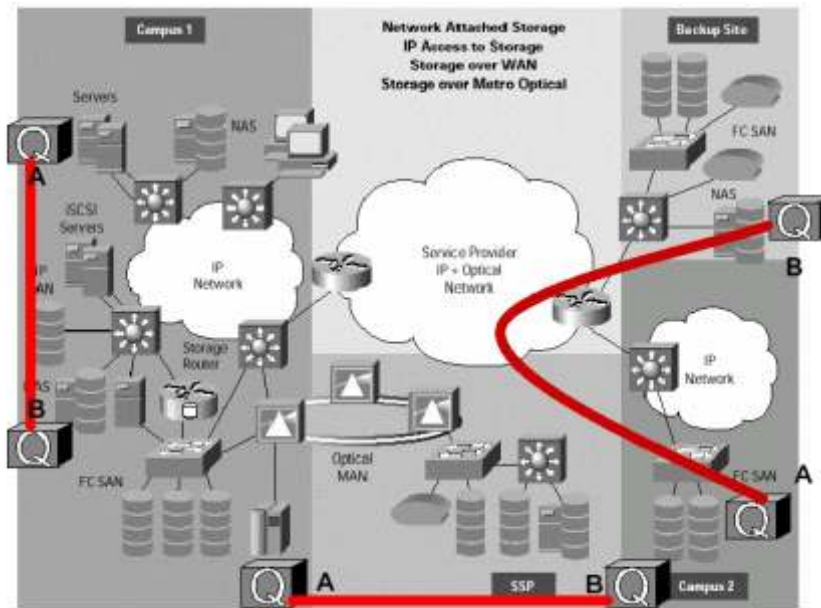 Campus 1
Network Attached Storage
IP Access to Storage
Storage over WAN
Storage over Metro Optical
Backup Site
Servers
NAS
FC SAN
Q
A
NAS
Q
B
iSCSI
Servers
IP
Network
Service Provider
IP + Optical
Network
Storage
Router
IP
Network
B
Q
Optical
MAN
FC SAN
FC SAN
A
Q
Q
A
SSP
B
Q
Campus 2